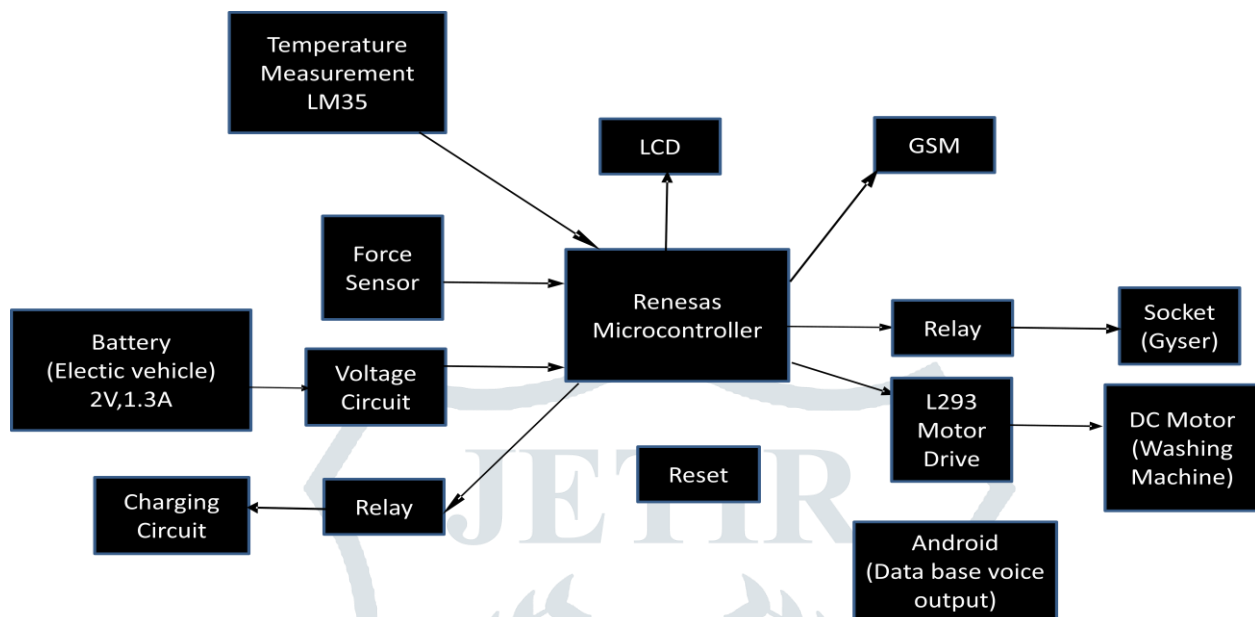 Temperature
Measurement
LM35
LCD
GSM
Force
Sensor
Renesas
Microcontroller
Relay
Socket
(Gyser)
Battery
(Electic vehicle)
2V,1.3A
Voltage
Circuit
L293
Motor
Drive
DC Motor
(Washing
Machine)
Reset
Charging
Circuit
Relay
JETIR
Android
(Data base voice
output)